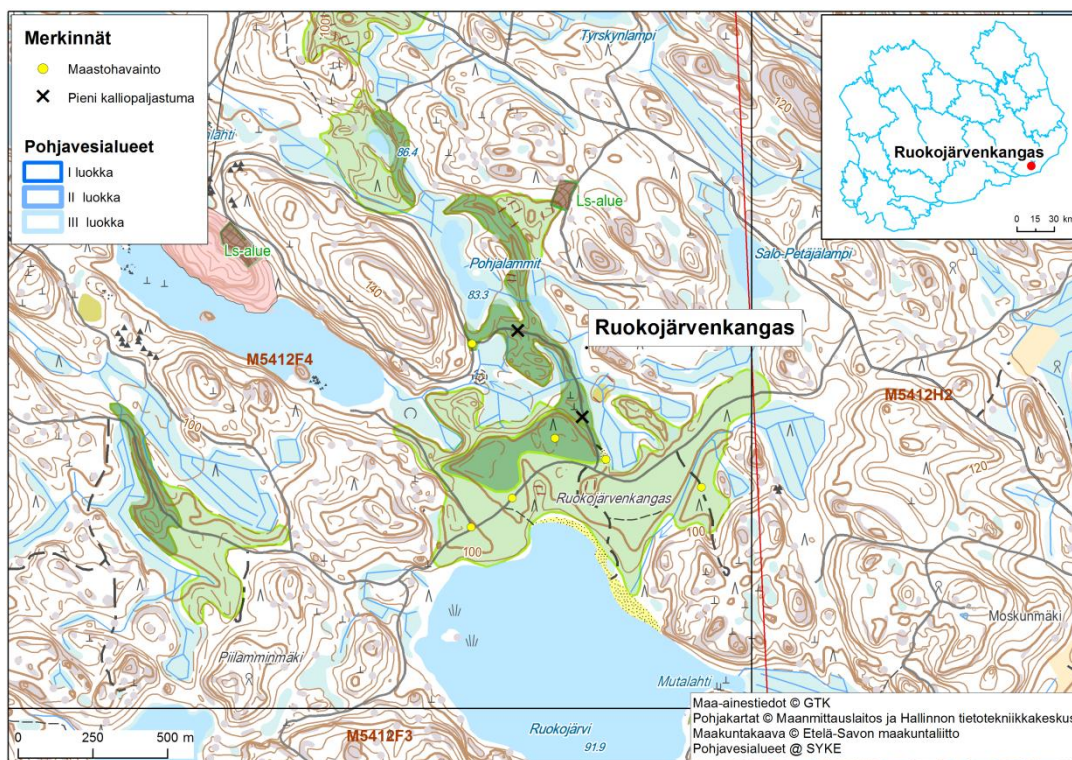 Merkinnät
Maastohavainto
Pieni kalliopaljastuma
Pohjavesialueet
I luokka
II luokka
III luokka
Tyrskynlampi
100
120
86.4
Ls-alue
Ls-alue
Pohjalammit
Salo-Petäjälampi
83.3
140
Ruokojärvenkangas
M5412F4
M5412H2
100
120
Ruokojärvenkangas
100
100
Moskunmäki
Piilamminmäki
Mutalahti
Ruokojärvi
91.9
M5412F3
0 250 500 m
Ruokojärvenkangas
0 15 30 km
Maa-ainestiedot © GTK
Pohjakartat © Maanmittauslaitos ja Hallinnon tietotekniikkakeskus
Maakuntakaava © Etelä-Savon maakuntaliitto
Pohjavesialueet @ SYKE